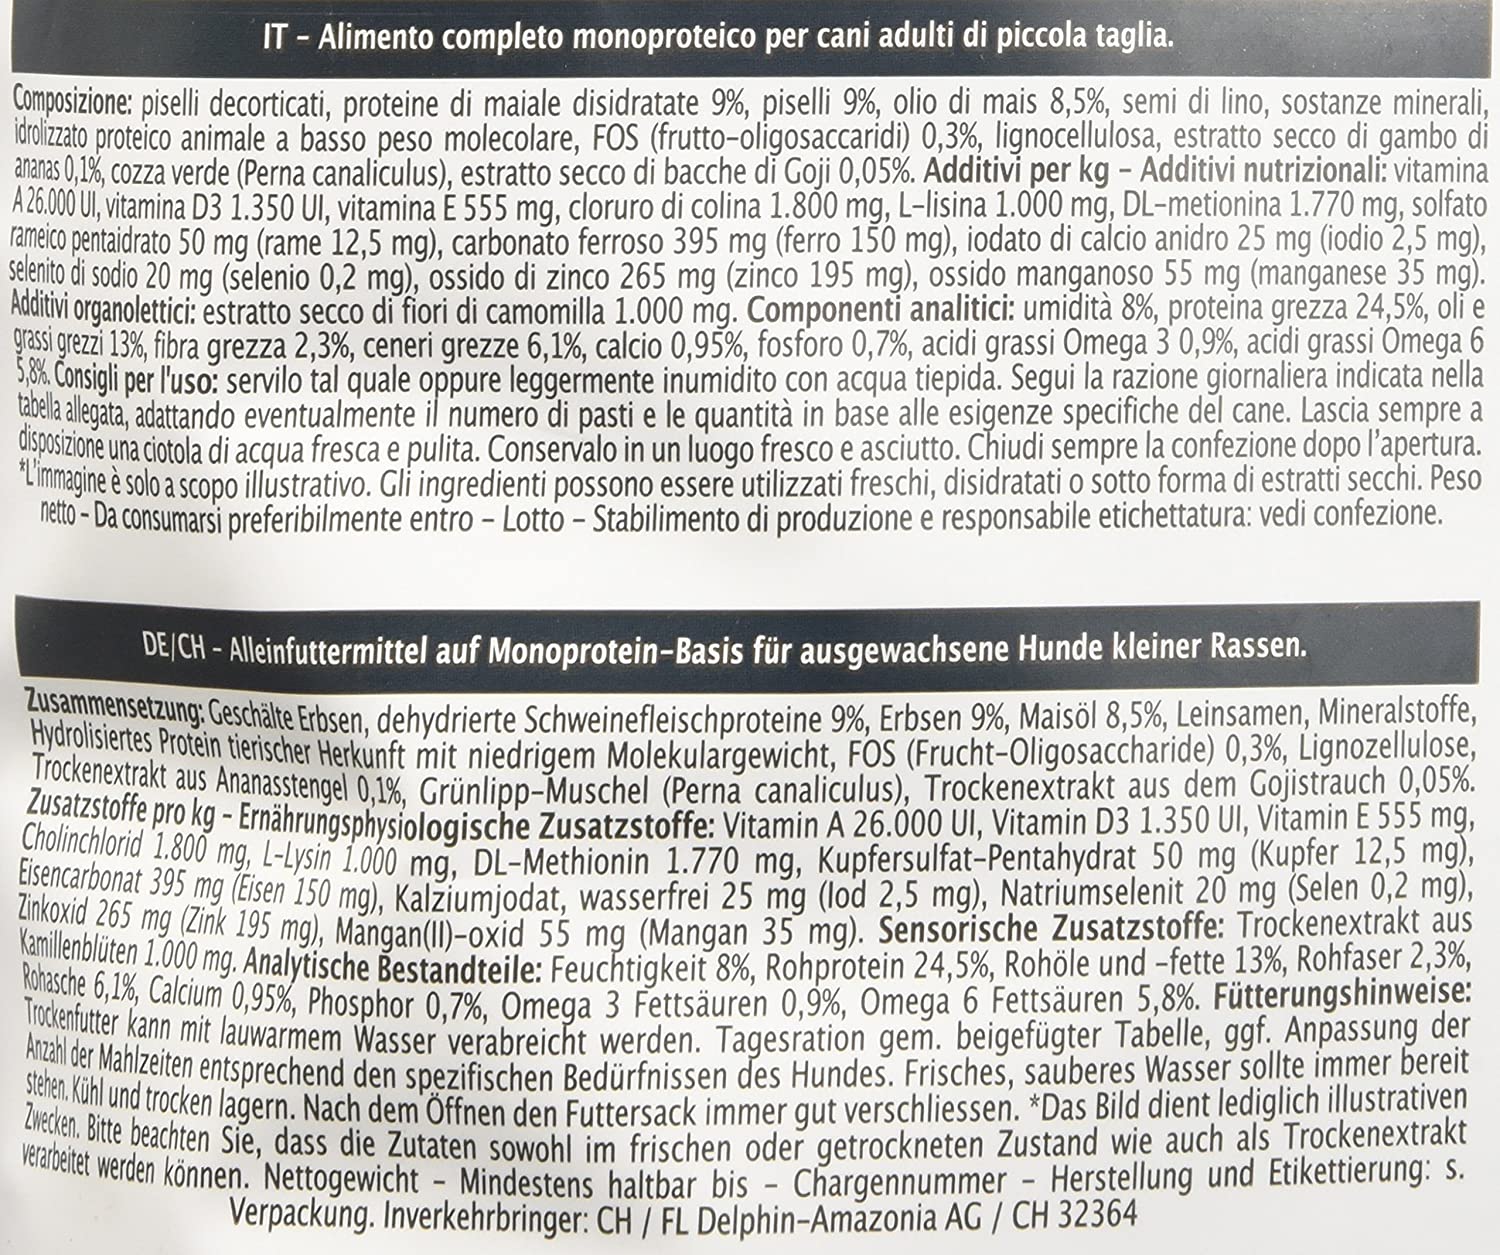 IT – Alimento completo monoproteico per cani adulti di piccola taglia.
Composizione: piselli decorticati, proteine di maiale disidratate 9%, piselli 9%, olio di mais 8,5%, semi di lino, sostanze minerali,
idrolizzato proteico animale a basso peso molecolare, FOS (frutto-oligosaccaridi) 0,3%, lignocellulosa, estratto secco di gambo di
ananas 0,1%, cozza verde (Perna canaliculus), estratto secco di bacche di Goji 0,05%. Additivi per kg – Additivi nutrizionali: vitamina
A 26.000 UI, vitamina D3 1.350 UI, vitamina E 555 mg, cloruro di colina 1.800 mg, L-lisina 1.000 mg, DL-metionina 1.770 mg, solfato
rameico pentaidrato 50 mg (rame 12,5 mg), carbonato ferroso 395 mg (ferro 150 mg), iodato di calcio anidro 25 mg (iodio 2,5 mg),
selenito di sodio 20 mg (selenio 0,2 mg), ossido di zinco 265 mg (zinco 195 mg), ossido manganoso 55 mg (manganese 35 mg).
Additivi organolettici: estratto secco di fiori di camomilla 1.000 mg. Componenti analitici: umidità 8%, proteina grezza 24,5%, oli e
grassi grezzi 13%, fibra grezza 2,3%, ceneri grezze 6,1%, calcio 0,95%, fosforo 0,7%, acidi grassi Omega 3 0,9%, acidi grassi Omega 6
5,8%. Consigli per l'uso: servilo tal quale oppure leggermente inumidito con acqua tiepida. Segui la razione giornaliera indicata nella
tabella allegata, adattando eventualmente il numero di pasti e le quantità in base alle esigenze specifiche del cane. Lascia sempre a
disposizione una ciotola di acqua fresca e pulita. Conservalo in un luogo fresco e asciutto. Chiudi sempre la confezione dopo l'apertura.
*L'immagine è solo a scopo illustrativo. Gli ingredienti possono essere utilizzati freschi, disidratati o sotto forma di estratti secchi. Peso
netto – Da consumarsi preferibilmente entro – Lotto – Stabilimento di produzione e responsabile etichettatura: vedi confezione.
DE/CH - Alleinfuttermittel auf Monoprotein-Basis für ausgewachsene Hunde kleiner Rassen.
Zusammensetzung: Geschälte Erbsen, dehydrierte Schweinefleischproteine 9%, Erbsen 9%, Maisöl 8,5%, Leinsamen, Mineralstoffe,
Hydrolisiertes Protein tierischer Herkunft mit niedrigem Molekulargewicht, FOS (Frucht-Oligosaccharide) 0,3%, Lignozellulose,
Trockenextrakt aus Ananasstengel 0,1%, Grünlipp-Muschel (Perna canaliculus), Trockenextrakt aus dem Gojistrauch 0,05%.
Zusatzstoffe pro kg - Ernährungsphysiologische Zusatzstoffe: Vitamin A 26.000 UI, Vitamin D3 1.350 UI, Vitamin E 555 mg,
Cholinchlorid 1.800 mg, L-Lysin 1.000 mg, DL-Methionin 1.770 mg, Kupfersulfat-Pentahydrat 50 mg (Kupfer 12,5 mg),
Eisencarbonat 395 mg (Eisen 150 mg), Kalziumjodat, wasserfrei 25 mg (Iod 2,5 mg), Natriumselenit 20 mg (Selen 0,2 mg),
Zinkoxid 265 mg (Zink 195 mg), Mangan(II)-oxid 55 mg (Mangan 35 mg). Sensorische Zusatzstoffe: Trockenextrakt aus
Kamillenblüten 1.000 mg. Analytische Bestandteile: Feuchtigkeit 8%, Rohprotein 24,5%, Rohöle und -fette 13%, Rohfaser 2,3%,
Rohasche 6,1%, Calcium 0,95%, Phosphor 0,7%, Omega 3 Fettsäuren 0,9%, Omega 6 Fettsäuren 5,8%. Fütterungshinweise:
Trockenfutter kann mit lauwarmem Wasser verabreicht werden. Tagesration gem. beigefügter Tabelle, ggf. Anpassung der
Anzahl der Mahlzeiten entsprechend den spezifischen Bedürfnissen des Hundes. Frisches, sauberes Wasser sollte immer bereit
stehen. Kühl und trocken lagern. Nach dem Öffnen den Futtersack immer gut verschliessen. *Das Bild dient lediglich illustrativen
Zwecken. Bitte beachten Sie, dass die Zutaten sowohl im frischen oder getrockneten Zustand wie auch als Trockenextrakt
verarbeitet werden können. Nettogewicht – Mindestens haltbar bis – Chargennummer – Herstellung und Etikettierung: s.
Verpackung. Inverkehrbringer: CH / FL Delphin-Amazonia AG / CH 32364